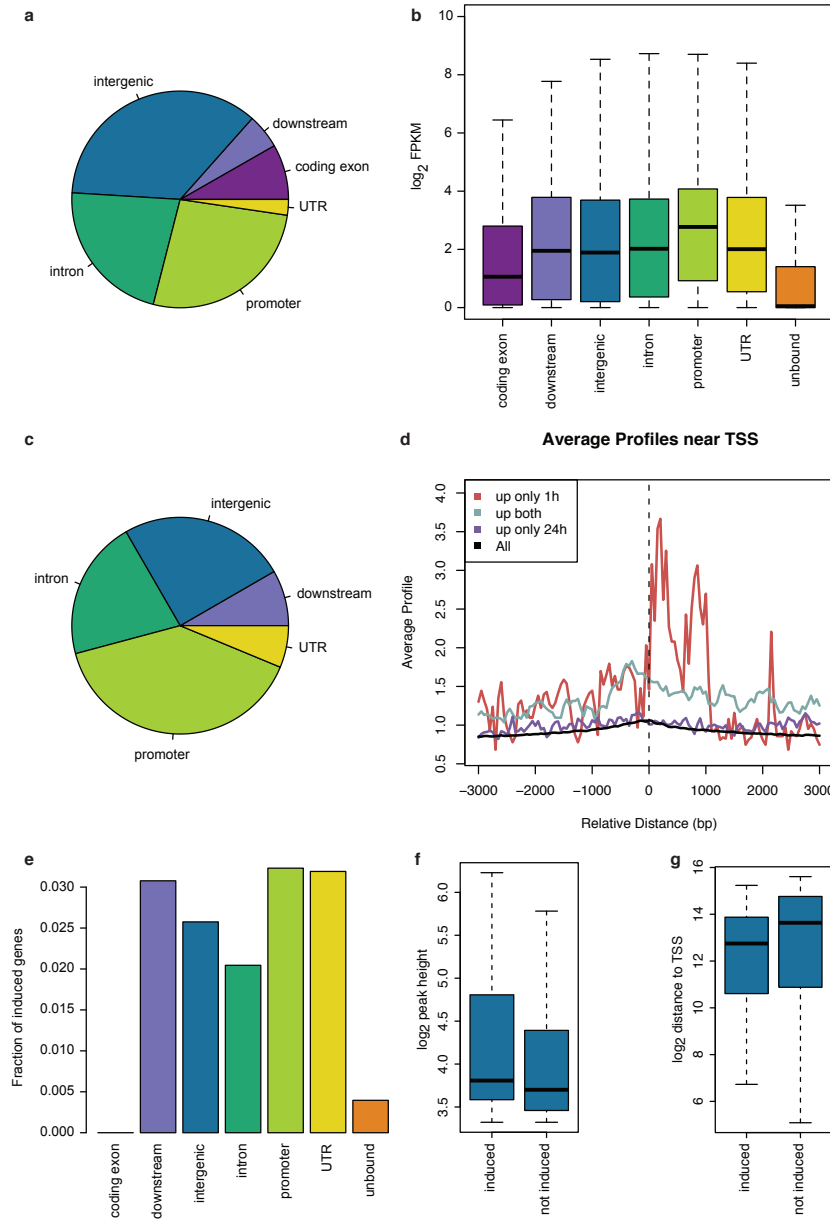 a
intergenic
downstream
coding exon
UTR
intron
promoter
b
10
8
6
4
2
0
log2 FPKM
coding exon
downstream
intergenic
intron
promoter
UTR
unbound
c
intergenic
intron
downstream
UTR
promoter
d
Average Profiles near TSS
up only 1h
up both
up only 24h
All
4.0
3.5
3.0
2.5
2.0
1.5
1.0
0.5
Average Profile
−3000 −2000 −1000 0 1000 2000 3000
Relative Distance (bp)
e
0.030
0.025
0.020
0.015
0.010
0.005
0.000
Fraction of induced genes
coding exon
downstream
intergenic
intron
promoter
UTR
unbound
f
6.0
5.5
5.0
4.5
4.0
3.5
log2 peak height
induced
not induced
g
16
14
12
10
8
6
log2 distance to TSS
induced
not induced